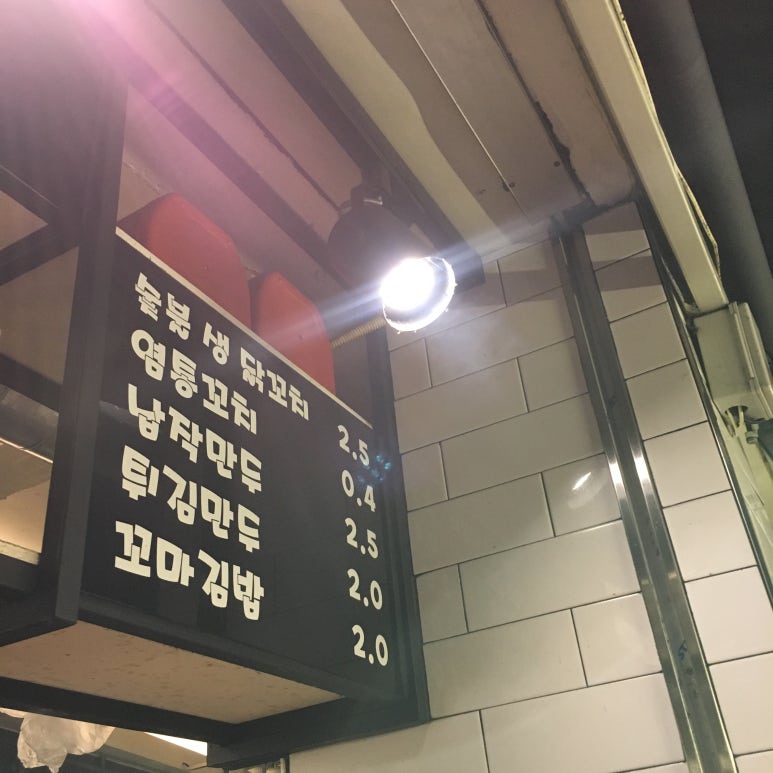 숯불 생 닭꼬치 2.5
염통꼬치 0.4
납작만두 2.5
튀김만두 2.0
꼬마김밥 2.0